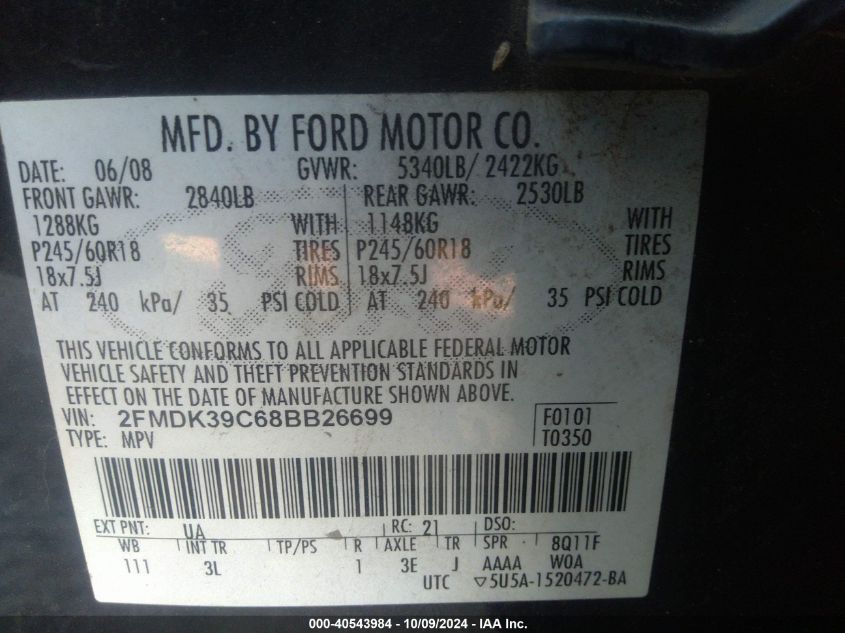 MFD. BY FORD MOTOR CO.
DATE: 06/08 GVWR: 5340LB/ 2422KG
FRONT GAWR: 2840LB REAR GAWR: 2530LB
1288KG WITH 1148KG WITH
P245/60R18 TIRES P245/60R18 TIRES
18x7.5J RIMS 18x7.5J RIMS
AT 240 kPa/ 35 PSI COLD AT 240 kPa/ 35 PSI COLD
THIS VEHICLE CONFORMS TO ALL APPLICABLE FEDERAL MOTOR
VEHICLE SAFETY AND THEFT PREVENTION STANDARDS IN
EFFECT ON THE DATE OF MANUFACTURE SHOWN ABOVE.
VIN: 2FMDK39C68BB26699 F0101
TYPE: MPV T0350
EXT PNT: UA RC: 21 DSO:
WB INT TR TP/PS R AXLE TR SPR 8Q11F
111 3L 1 3E J AAAA W0A
UTC ▽5U5A-1520472-BA
000-40543984 - 10/09/2024 - IAA Inc.